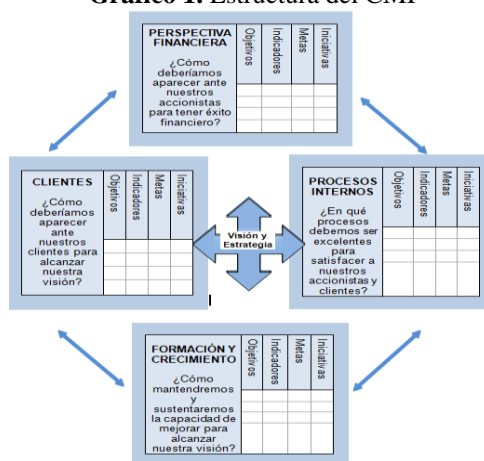 Gráfico 1. Estructura del CMI
PERSPECTIVA
FINANCIERA
¿Cómo
deberíamos
aparecer ante
nuestros
accionistas
para tener éxito
financiero?
Objetivos
Indicadores
Metas
Iniciativas
CLIENTES
¿Cómo
deberíamos
aparecer
ante
nuestros
clientes para
alcanzar
nuestra
visión?
Objetivos
Indicadores
Metas
Iniciativas
Visión y
Estrategia
PROCESOS
INTERNOS
¿En qué
procesos
debemos ser
excelentes
para
satisfacer a
nuestros
accionistas y
clientes?
Objetivos
Indicadores
Metas
Iniciativas
FORMACIÓN Y
CRECIMIENTO
¿Cómo
mantendremos
y
sustentaremos
la capacidad de
mejorar para
alcanzar
nuestra visión?
Objetivos
Indicadores
Metas
Iniciativas